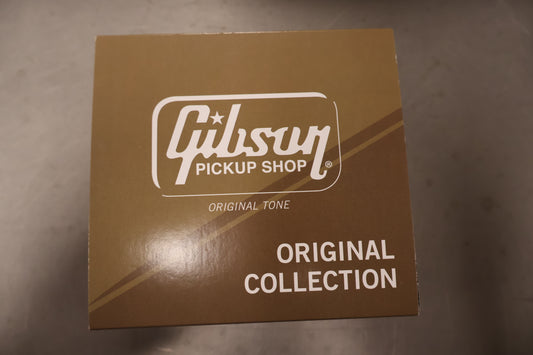 Gibson
PICKUP SHOP ®
ORIGINAL TONE
ORIGINAL
COLLECTION